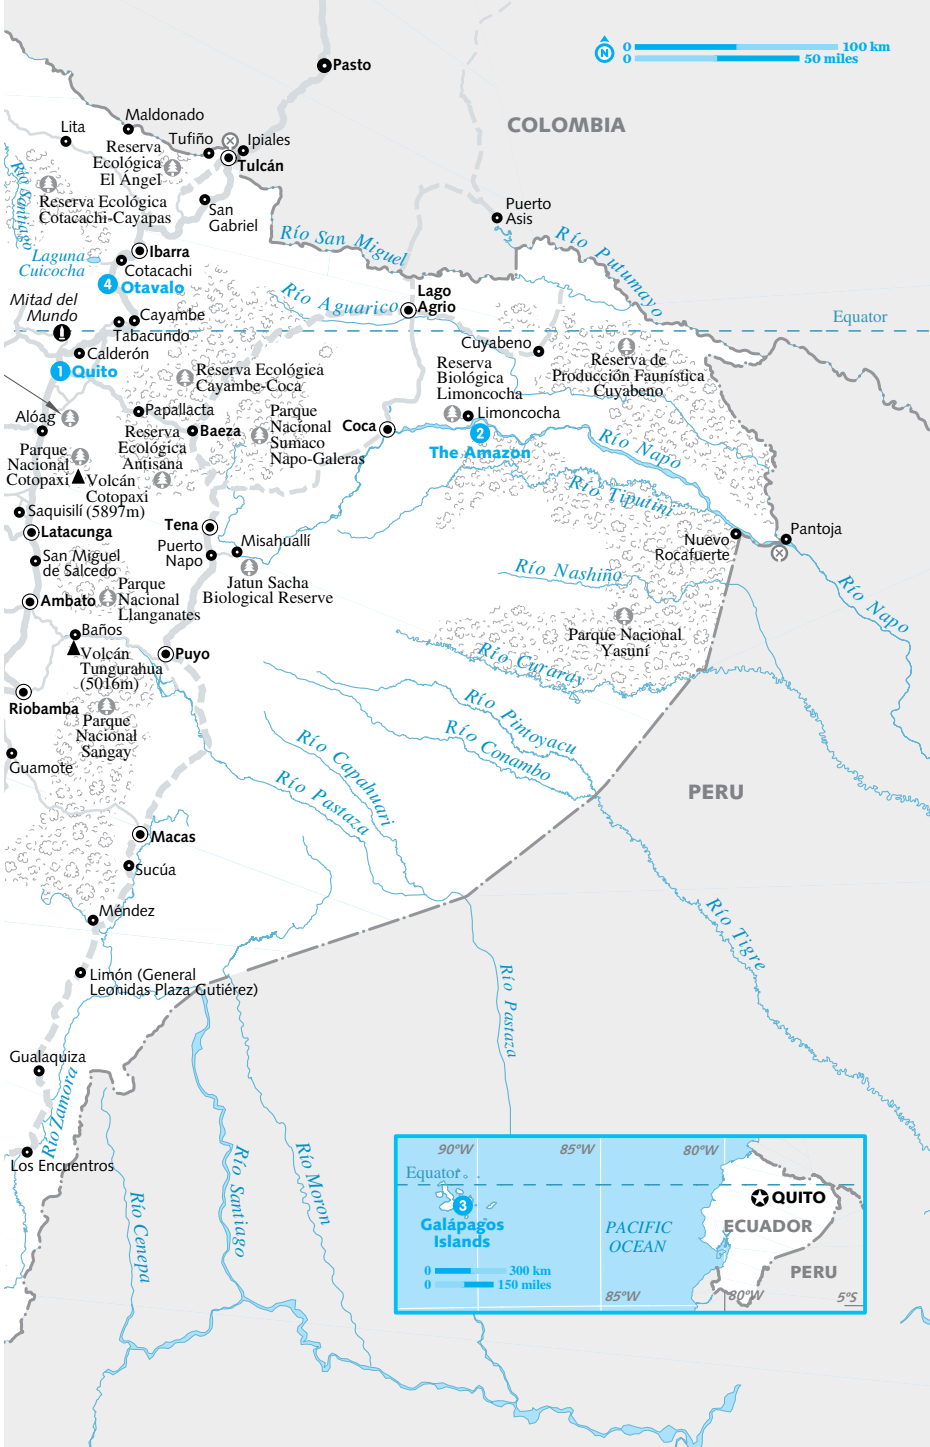 0 100 km
0 50 miles
N
Pasto
COLOMBIA
Maldonado
Lita
Tufiño
Ipiales
Reserva
Ecológica
El Ángel
Tulcán
Río Santiago
Reserva Ecológica
Cotacachi-Cayapas
San
Gabriel
Puerto
Asis
Río San Miguel
Río Putumayo
Ibarra
Laguna
Cuicocha
Cotacachi
4 Otavalo
Lago
Agrio
Río Aguarico
Mitad del
Mundo
Cayambe
Tabacundo
Equator
Calderón
Cuyabeno
1 Quito
Reserva Ecológica
Cayambe-Coca
Reserva
Biológica
Limoncocha
Reserva de
Producción Faunística
Cuyabeno
Alóag
Papallacta
Reserva
Ecológica
Antisana
Baeza
Parque
Nacional
Sumaco
Napo-Galeras
Coca
Limoncocha
2
The Amazon
Río Napo
Parque
Nacional
Cotopaxi
Volcán
Cotopaxi
(5897m)
Río Tiputini
Saquisilí
Latacunga
Tena
Nuevo
Rocafuerte
Pantoja
Puerto
Napo
Misahuallí
San Miguel
de Salcedo
Jatun Sacha
Biological Reserve
Río Nashiño
Río Napo
Ambato
Parque
Nacional
Llanganates
Baños
Parque Nacional
Yasuní
Volcán
Tungurahua
(5016m)
Puyo
Río Curaray
Riobamba
Parque
Nacional
Sangay
Río Pintoyacu
Río Conambo
Guamote
Río Capahuari
Río Pastaza
PERU
Macas
Sucúa
Méndez
Río Tigre
Limón (General
Leonidas Plaza Gutiérez)
Río Pastaza
Gualaquiza
Río Zamora
Los Encuentros
Río Cenepa
Río Santiago
Río Moron
90°W
85°W
80°W
Equator
3
Galápagos
Islands
PACIFIC
OCEAN
QUITO
ECUADOR
PERU
0 300 km
0 150 miles
85°W
80°W
5°S